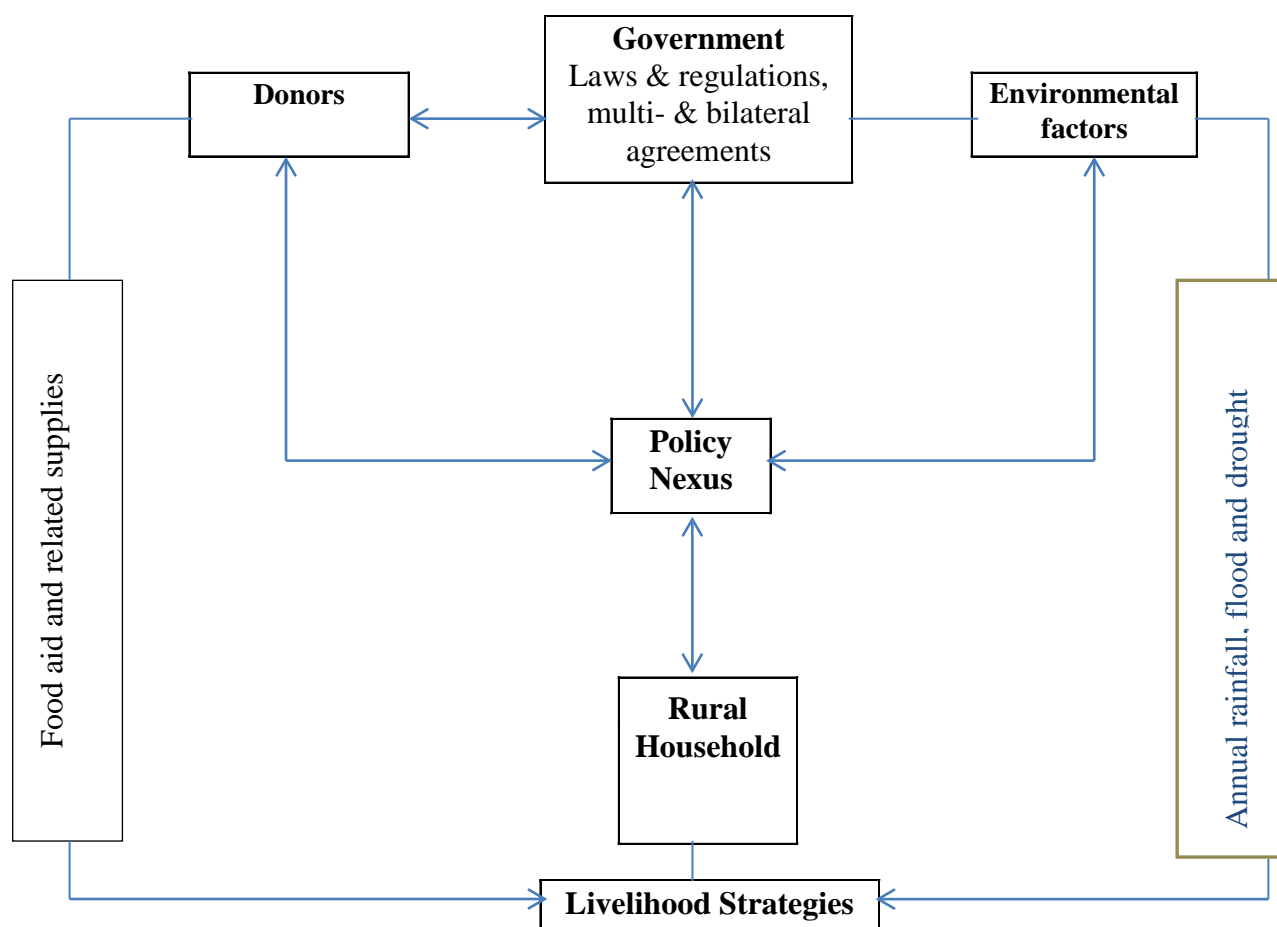 Government
Laws & regulations,
multi- & bilateral
agreements
Donors
Environmental
factors
Food aid and related supplies
Policy
Nexus
Annual rainfall, flood and drought
Rural
Household
Livelihood Strategies